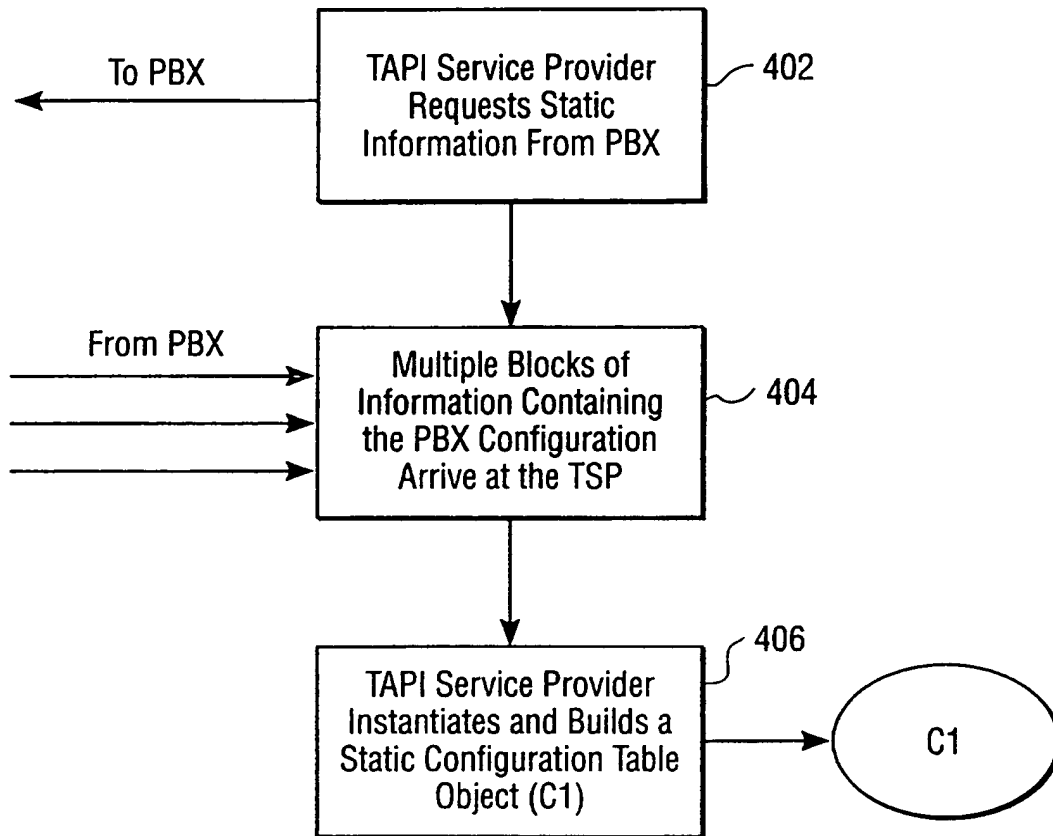 To PBX
TAPI Service Provider
Requests Static
Information From PBX
402
From PBX
Multiple Blocks of
Information Containing
the PBX Configuration
Arrive at the TSP
404
406
TAPI Service Provider
Instantiates and Builds a
Static Configuration Table
Object (C1)
C1